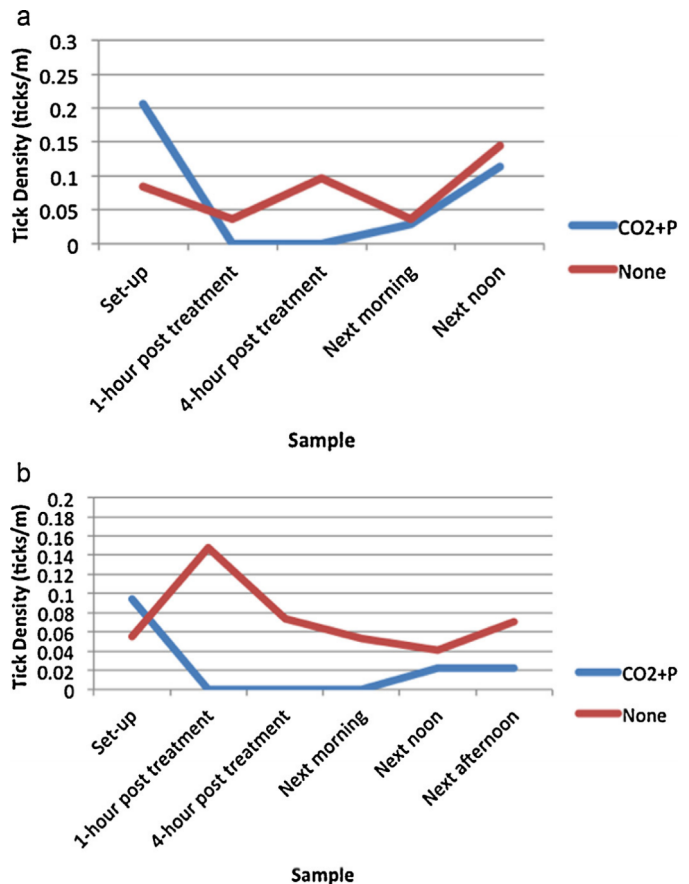 a
Tick Density (ticks/m)
0.3
0.25
0.2
0.15
0.1
0.05
0
Set-up
1-hour post treatment
4-hour post treatment
Next morning
Next noon
Sample
CO2+P
None
b
Tick Density (ticks/m)
0.2
0.18
0.16
0.14
0.12
0.1
0.08
0.06
0.04
0.02
0
Set-up
1-hour post treatment
4-hour post treatment
Next morning
Next noon
Next afternoon
Sample
CO2+P
None